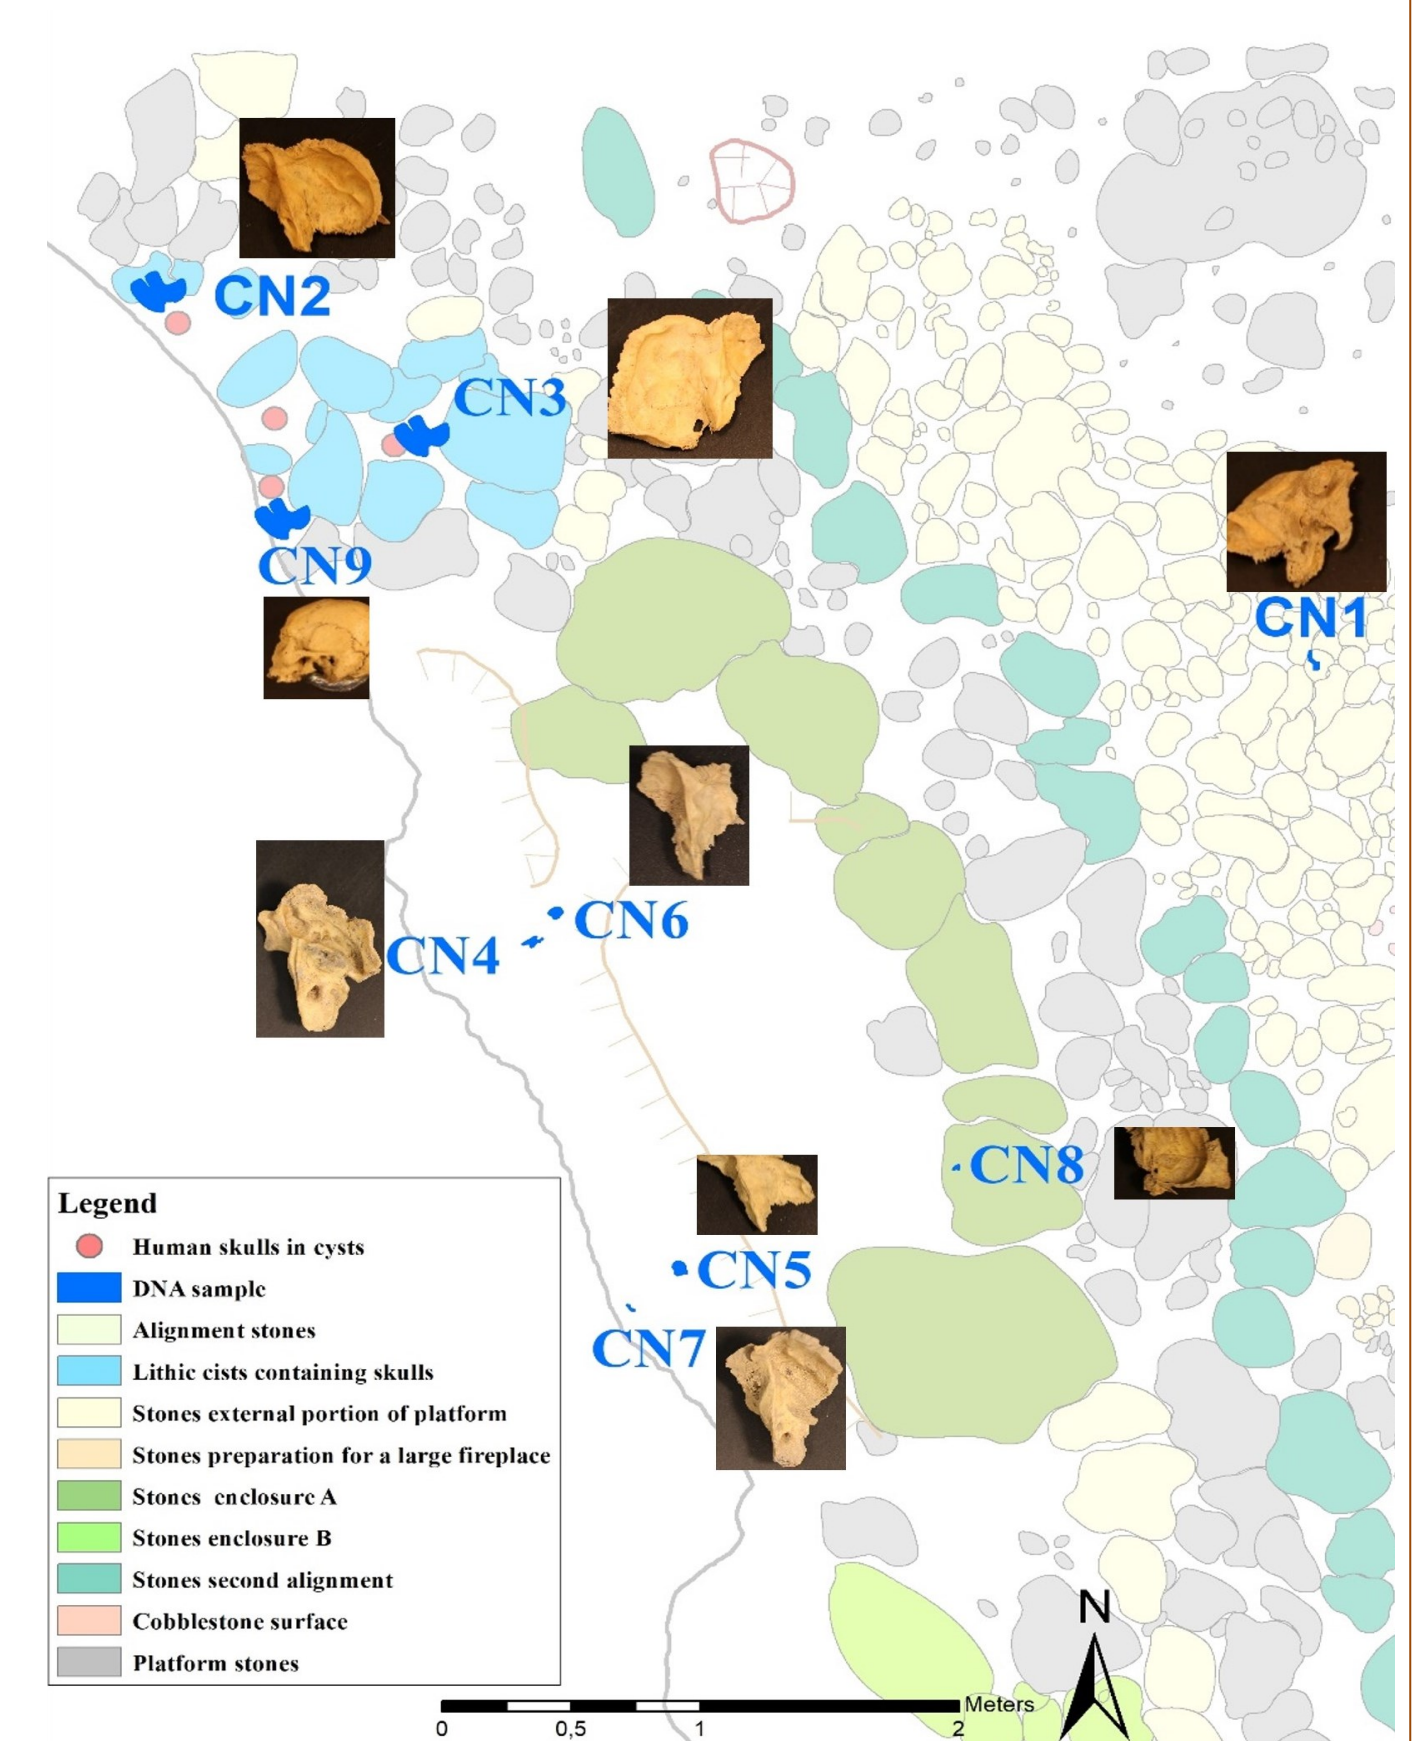 CN2
CN3
CN9
CN1
CN6
CN4
CN8
CN5
CN7
Legend
Human skulls in cysts
DNA sample
Alignment stones
Lithic cists containing skulls
Stones external portion of platform
Stones preparation for a large fireplace
Stones enclosure A
Stones enclosure B
Stones second alignment
Cobblestone surface
Platform stones
N
Meters
0 0,5 1 2